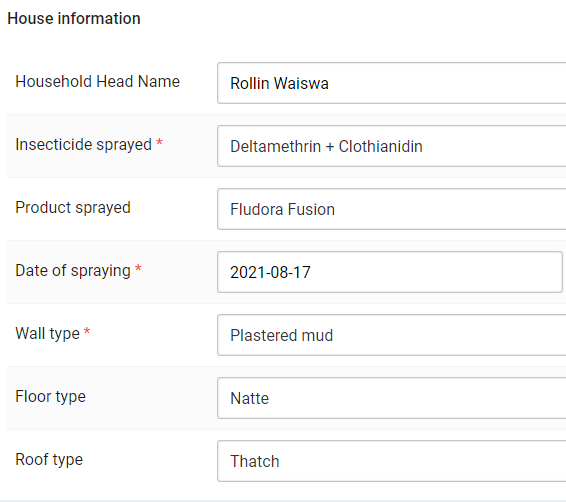 House information
Household Head Name
Rollin Waiswa
Insecticide sprayed *
Deltamethrin + Clothianidin
Product sprayed
Fludora Fusion
Date of spraying *
2021-08-17
Wall type *
Plastered mud
Floor type
Natte
Roof type
Thatch